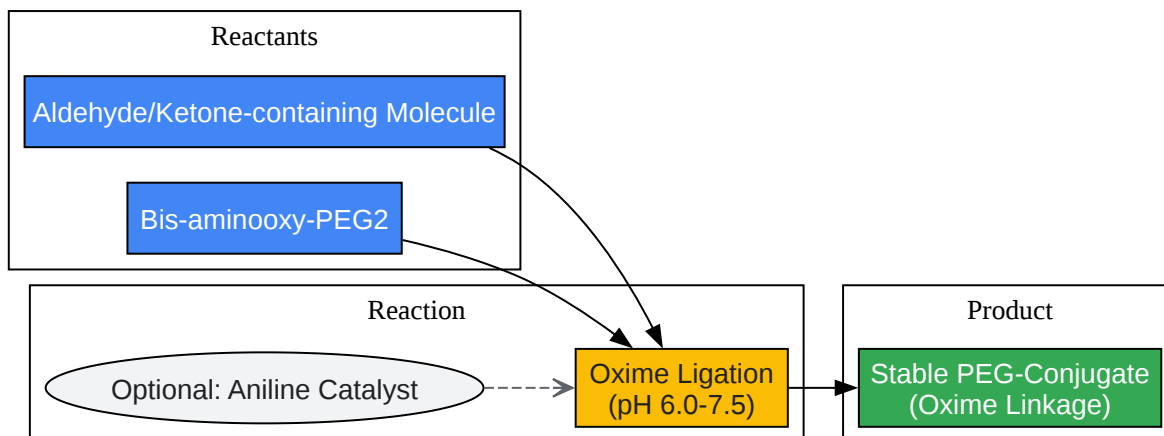 Reactants
Aldehyde/Ketone-containing Molecule
Bis-aminooxy-PEG2
Reaction
Optional: Aniline Catalyst
Oxime Ligation
(pH 6.0-7.5)
Product
Stable PEG-Conjugate
(Oxime Linkage)